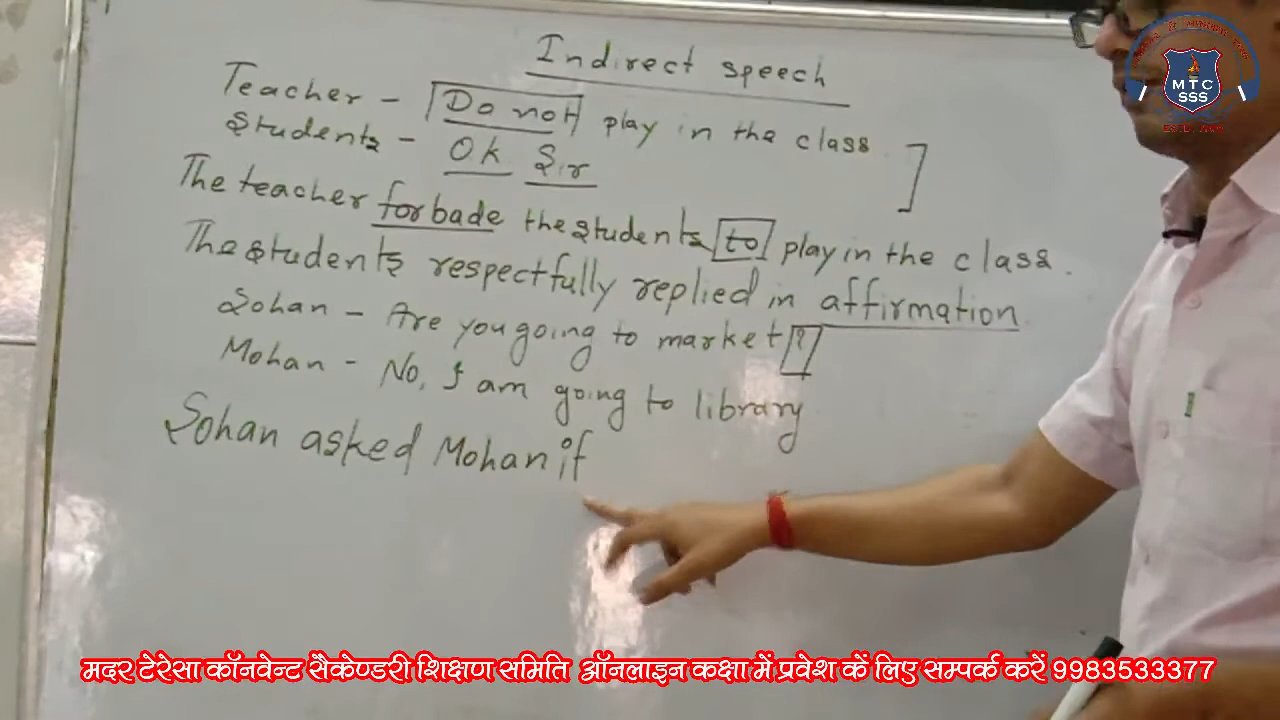 Indirect speech
Teacher - Do not play in the class.
Students - Ok Sir
The teacher forbade the students to play in the class.
The students respectfully replied in affirmation.
Sohan - Are you going to market?
Mohan - No, I am going to library
Sohan asked Mohan if
MTC
SSS
मदर टेरेसा कॉनवेन्ट सैकेण्डरी शिक्षण समिति ऑनलाइन कक्षा में प्रवेश कें लिए सम्पर्क करें 9983533377